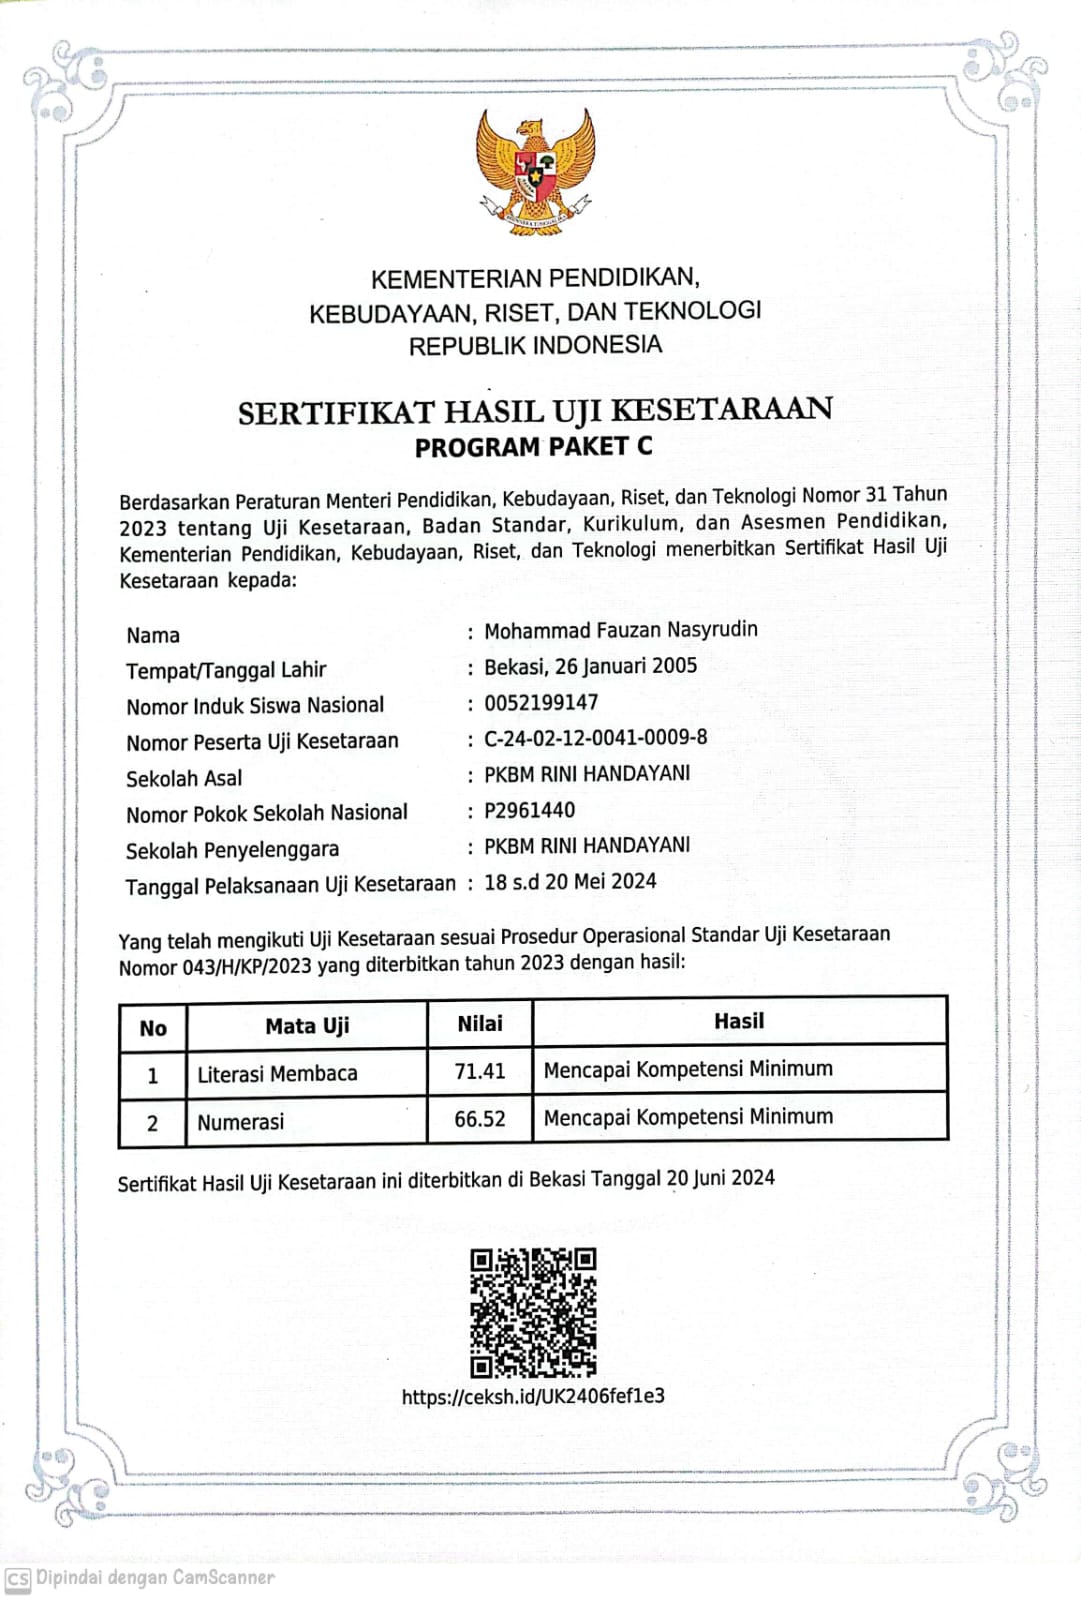 KEMENTERIAN PENDIDIKAN,
KEBUDAYAAN, RISET, DAN TEKNOLOGI
REPUBLIK INDONESIA
SERTIFIKAT HASIL UJI KESETARAAN
PROGRAM PAKET C
Berdasarkan Peraturan Menteri Pendidikan, Kebudayaan, Riset, dan Teknologi Nomor 31 Tahun
2023 tentang Uji Kesetaraan, Badan Standar, Kurikulum, dan Asesmen Pendidikan,
Kementerian Pendidikan, Kebudayaan, Riset, dan Teknologi menerbitkan Sertifikat Hasil Uji
Kesetaraan kepada:
Nama : Mohammad Fauzan Nasyrudin
Tempat/Tanggal Lahir : Bekasi, 26 Januari 2005
Nomor Induk Siswa Nasional : 0052199147
Nomor Peserta Uji Kesetaraan : C-24-02-12-0041-0009-8
Sekolah Asal : PKBM RINI HANDAYANI
Nomor Pokok Sekolah Nasional : P2961440
Sekolah Penyelenggara : PKBM RINI HANDAYANI
Tanggal Pelaksanaan Uji Kesetaraan : 18 s.d 20 Mei 2024
Yang telah mengikuti Uji Kesetaraan sesuai Prosedur Operasional Standar Uji Kesetaraan
Nomor 043/H/KP/2023 yang diterbitkan tahun 2023 dengan hasil:
No Mata Uji Nilai Hasil
1 Literasi Membaca 71.41 Mencapai Kompetensi Minimum
2 Numerasi 66.52 Mencapai Kompetensi Minimum
Sertifikat Hasil Uji Kesetaraan ini diterbitkan di Bekasi Tanggal 20 Juni 2024
https://ceksh.id/UK2406fef1e3
CS Dipindai dengan CamScanner